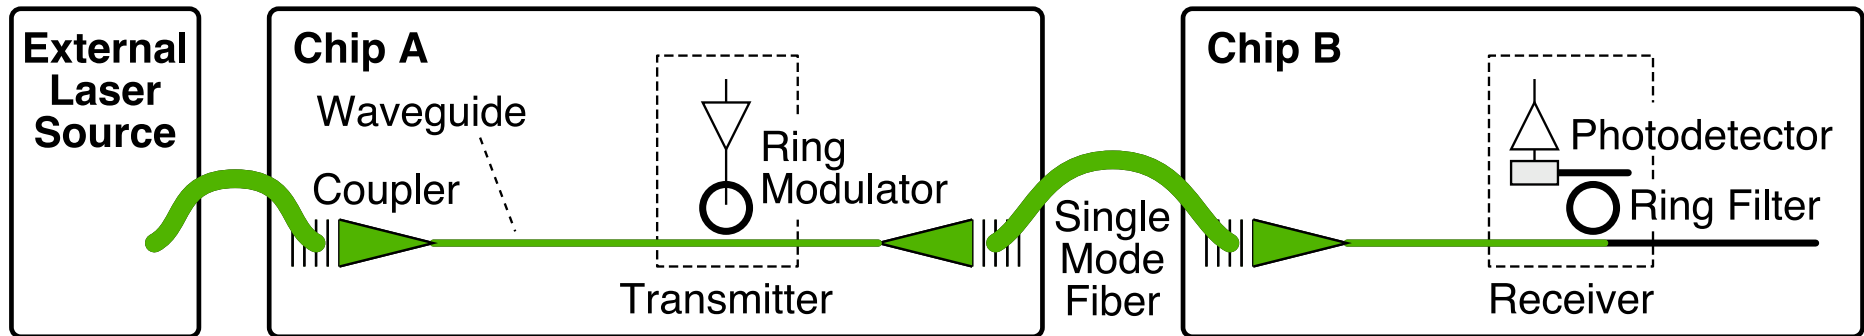 External
Laser
Source
Chip A
Waveguide
Coupler
Ring
Modulator
Transmitter
Single
Mode
Fiber
Chip B
Photodetector
Ring Filter
Receiver